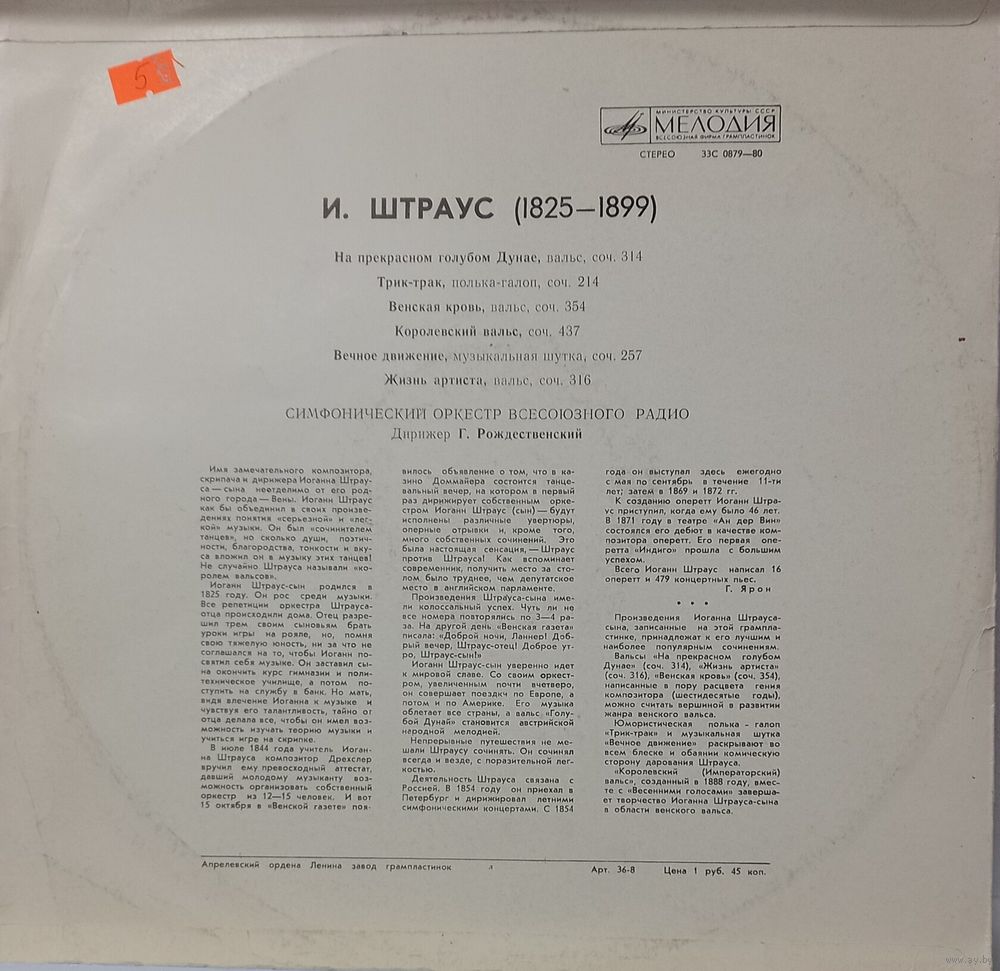 5
МИНИСТЕРСТВО КУЛЬТУРЫ СССР
МЕЛОДИЯ
ВСЕСОЮЗНАЯ ФИРМА ГРАМПЛАСТИНОК
СТЕРЕО 33С 0879—80
И. ШТРАУС (1825—1899)
На прекрасном голубом Дунае, вальс, соч. 314
Трик-трак, полька-галоп, соч. 214
Венская кровь, вальс, соч. 354
Королевский вальс, соч. 437
Вечное движение, музыкальная шутка, соч. 257
Жизнь артиста, вальс, соч. 316
СИМФОНИЧЕСКИЙ ОРКЕСТР ВСЕСОЮЗНОГО РАДИО
Дирижер Г. Рождественский
Имя замечательного композитора,
скрипача и дирижера Иоганна Штрау-
са — сына неотделимо от его род-
ного города — Вены. Иоганн Штраус
как бы объединил в своих произве-
дениях понятия «серьезной» и «лег-
кой» музыки. Он был «сочинителем
танцев», но сколько души, поэтич-
ности, благородства, тонкости и вку-
са вложил он в музыку этих танцев!
Не случайно Штрауса называли «ко-
ролем вальсов».
Иоганн Штраус-сын родился в
1825 году. Он рос среди музыки.
Все репетиции оркестра Штрауса-
отца происходили дома. Отец разре-
шил трем своим сыновьям брать
уроки игры на рояле, но, помня
свою тяжелую юность, ни за что не
соглашался на то, чтобы Иоганн по-
святил себя музыке. Он заставил сы-
на окончить курс гимназии и поли-
техническое училище, а потом по-
ступить на службу в банк. Но мать,
видя влечение Иоганна к музыке и
чувствуя его талантливость, тайно от
отца делала все, чтобы он имел воз-
можность изучать теорию музыки и
учиться игре на скрипке.
В июле 1844 года учитель Иоган-
на Штрауса композитор Дрехслер
вручил ему превосходный аттестат,
давший молодому музыканту воз-
можность организовать собственный
оркестр из 12—15 человек. И вот
15 октября в «Венской газете» поя-
вилось объявление о том, что в ка-
зино Доммайера состоится танце-
вальный вечер, на котором в первый
раз дирижирует собственным орке-
стром Иоганн Штраус (сын) — будут
исполнены различные увертюры,
оперные отрывки и, кроме того,
много собственных сочинений. Это
была настоящая сенсация, — Штраус
против Штрауса! Как вспоминает
современник, получить место за сто-
лом было труднее, чем депутатское
место в английском парламенте.
Произведения Штрауса-сына име-
ли колоссальный успех. Чуть ли не
все номера повторялись по 3—4 ра-
за. На другой день «Венская газета»
писала: «Доброй ночи, Ланнер! Доб-
рый вечер, Штраус-отец! Доброе ут-
ро, Штраус-сын!»
Иоганн Штраус-сын уверенно идет
к мировой славе. Со своим оркест-
ром, увеличенным почти вчетверо,
он совершает поездки по Европе, а
потом и по Америке. Его музыка
облетает все страны, а вальс «Голу-
бой Дунай» становится австрийской
народной мелодией.
Непрерывные путешествия не ме-
шали Штраусу сочинять. Он сочинял
всегда и везде, с поразительной лег-
костью.
Деятельность Штрауса связана с
Россией. В 1854 году он приехал в
Петербург и дирижировал летними
симфоническими концертами. С 1854
года он выступал здесь ежегодно
с мая по сентябрь в течение 11-ти
лет; затем в 1869 и 1872 гг.
К созданию оперетт Иоганн Штра-
ус приступил, когда ему было 46 лет.
В 1871 году в театре «Ан дер Вин»
состоялся его дебют в качестве ком-
позитора оперетт. Его первая опе-
ретта «Индиго» прошла с большим
успехом.
Всего Иоганн Штраус написал 16
оперетт и 479 концертных пьес.
Г. Ярон
• • •
Произведения Иоганна Штрауса-
сына, записанные на этой грампла-
стинке, принадлежат к его лучшим и
наиболее популярным сочинениям.
Вальсы «На прекрасном голубом
Дунае» (соч. 314), «Жизнь артиста»
(соч. 316), «Венская кровь» (соч. 354),
написанные в пору расцвета гения
композитора (шестидесятые годы),
можно считать вершиной в развитии
жанра венского вальса.
Юмористическая полька - галоп
«Трик-трак» и музыкальная шутка
«Вечное движение» раскрывают во
всем блеске и обаянии комическую
сторону дарования Штрауса.
«Королевский (Императорский)
вальс», созданный в 1888 году, вмес-
те с «Весенними голосами» заверша-
ет творчество Иоганна Штрауса-сына
в области венского вальса.
Апрелевский ордена Ленина завод грампластинок Арт. 36-8 Цена 1 руб. 45 коп.
www.ay.by